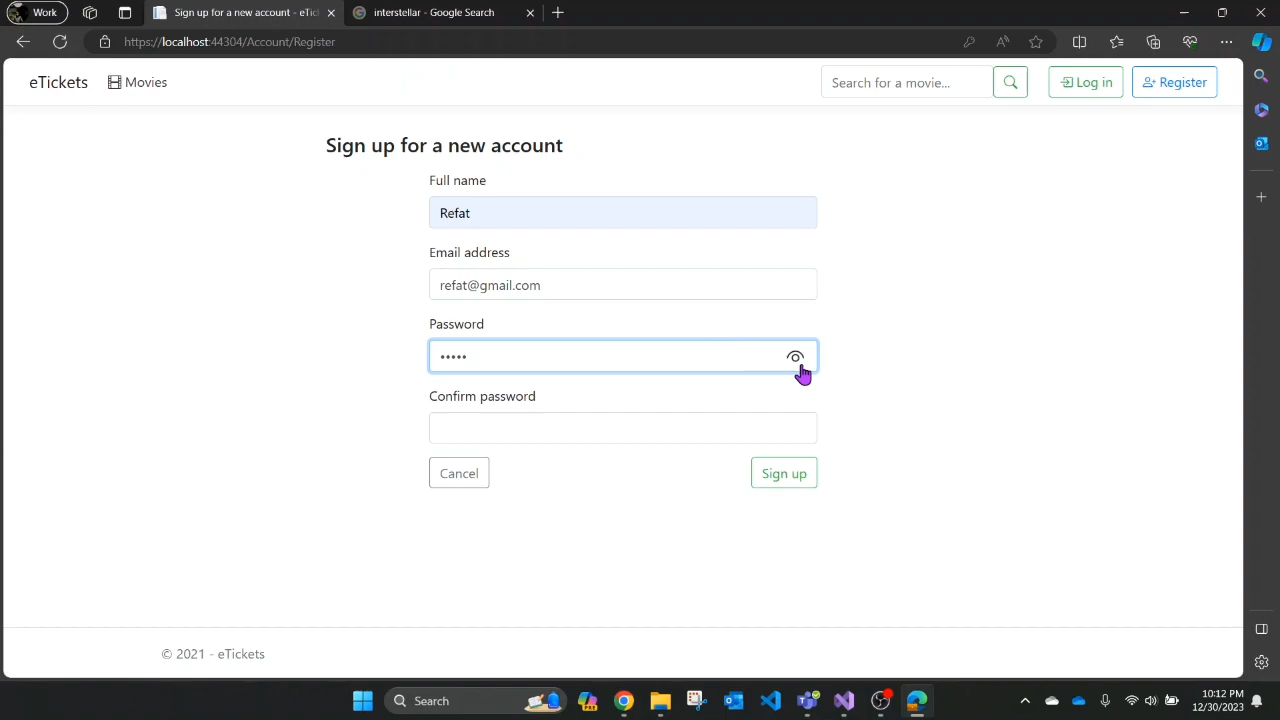 Work
Sign up for a new account - eTick
interstellar - Google Search
https://localhost:44304/Account/Register
eTickets
Movies
Search for a movie...
Log in
Register
Sign up for a new account
Full name
Refat
Email address
refat@gmail.com
Password
•••••
Confirm password
Cancel
Sign up
© 2021 - eTickets
Search
10:12 PM
12/30/2023